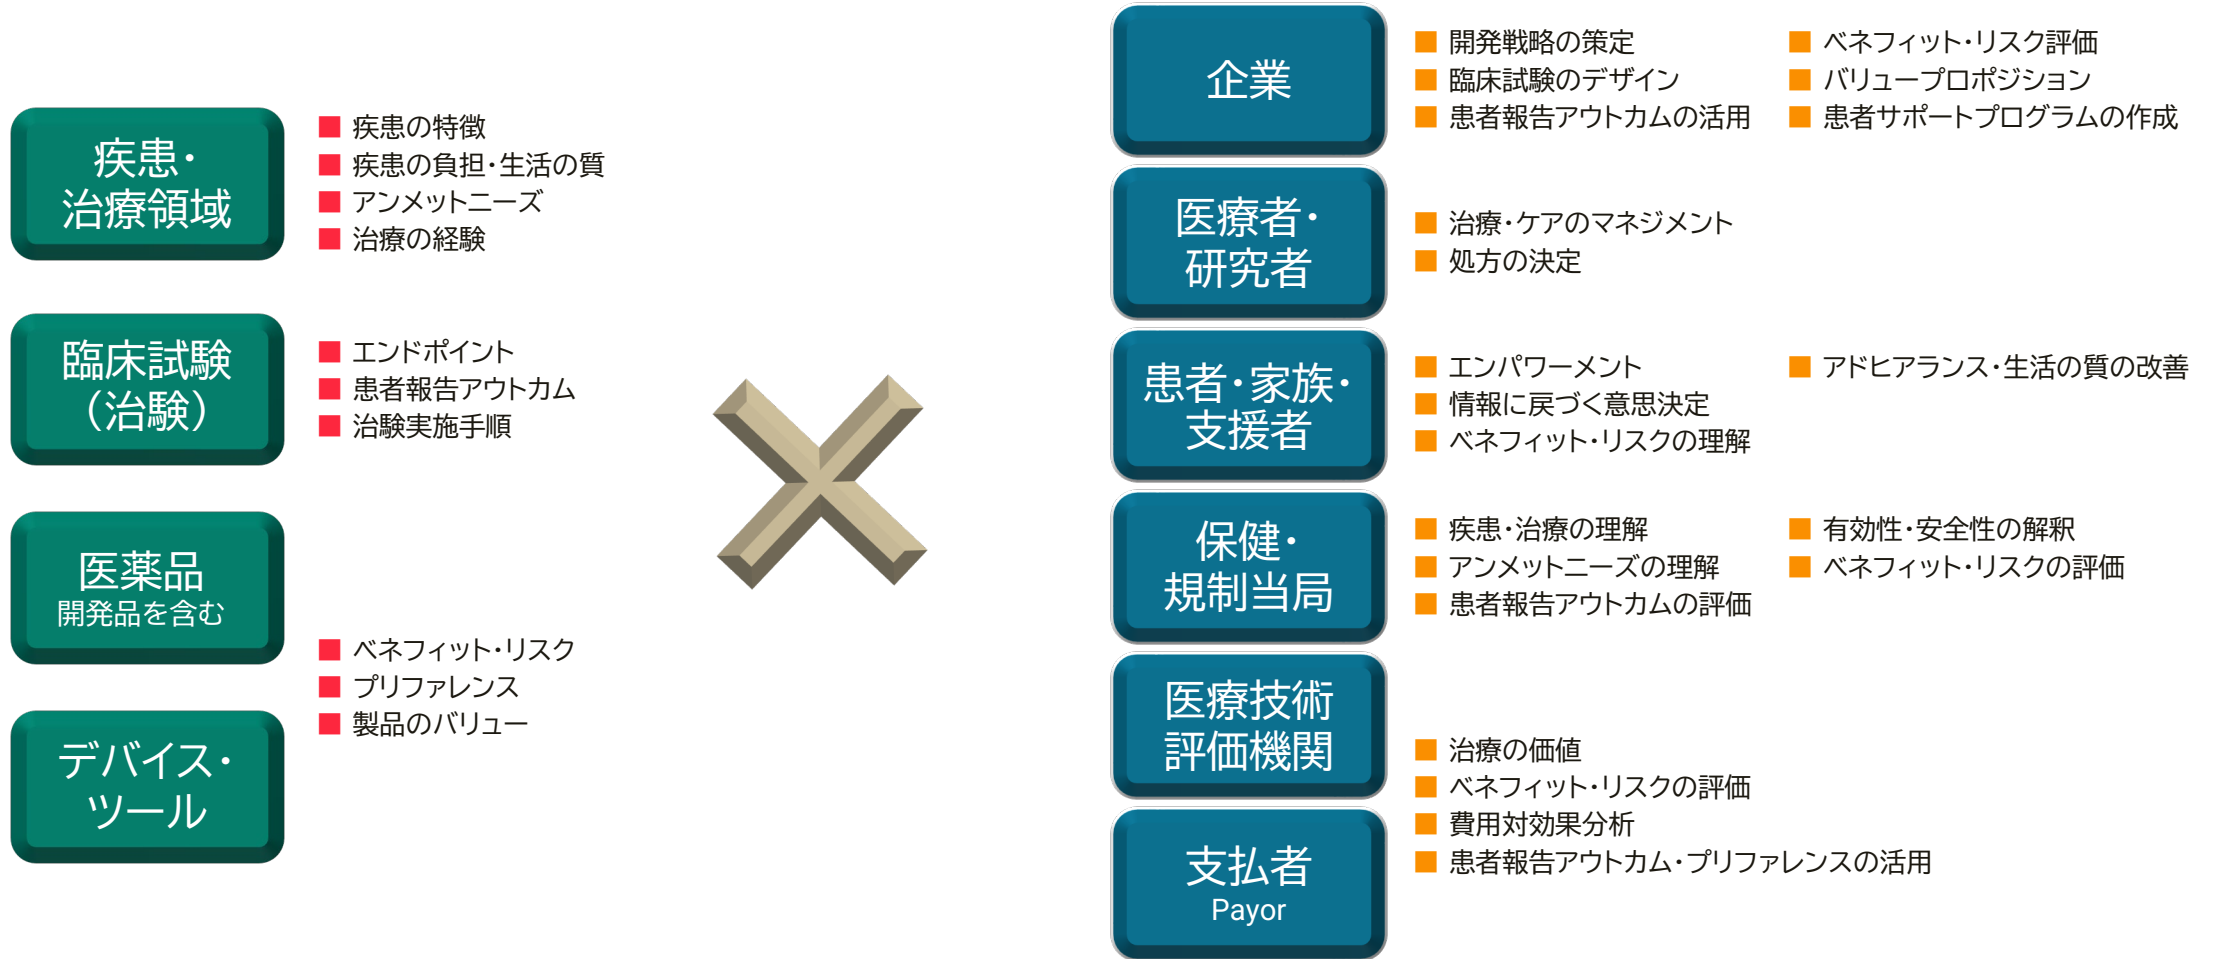 疾患・
治療領域
疾患の特徴
疾患の負担・生活の質
アンメットニーズ
治療の経験
臨床試験
（治験）
エンドポイント
患者報告アウトカム
治験実施手順
医薬品
開発品を含む
デバイス・
ツール
ベネフィット・リスク
プリファレンス
製品のバリュー
企業
開発戦略の策定
臨床試験のデザイン
患者報告アウトカムの活用
ベネフィット・リスク評価
バリュープロポジション
患者サポートプログラムの作成
医療者・
研究者
治療・ケアのマネジメント
処方の決定
患者・家族・
支援者
エンパワーメント
情報に戻づく意思決定
ベネフィット・リスクの理解
アドヒアランス・生活の質の改善
保健・
規制当局
疾患・治療の理解
アンメットニーズの理解
患者報告アウトカムの評価
有効性・安全性の解釈
ベネフィット・リスクの評価
医療技術
評価機関
支払者
Payor
治療の価値
ベネフィット・リスクの評価
費用対効果分析
患者報告アウトカム・プリファレンスの活用